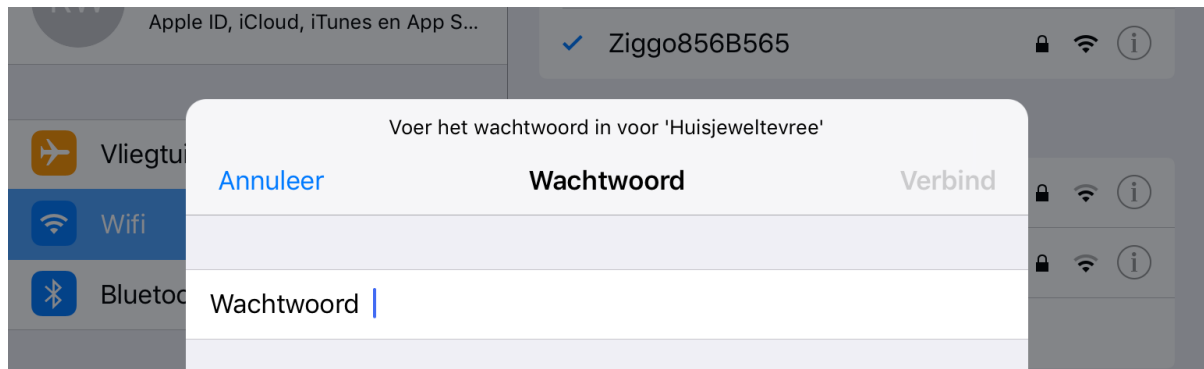 Apple ID, iCloud, iTunes en App S...
Ziggo856B565
Voer het wachtwoord in voor 'Huisjeweltevree'
Annuleer
Wachtwoord
Verbind
Vliegtui
Wifi
Bluetoo
Wachtwoord